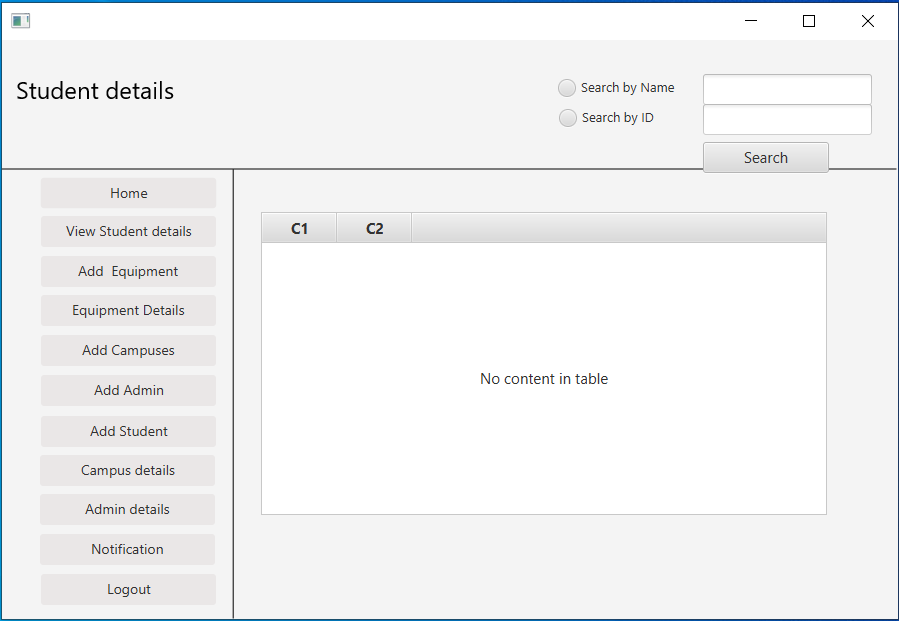 Student details
Search by Name
Search by ID
Search
Home
View Student details
Add  Equipment
Equipment Details
Add Campuses
Add Admin
Add Student
Campus details
Admin details
Notification
Logout
C1 C2
No content in table